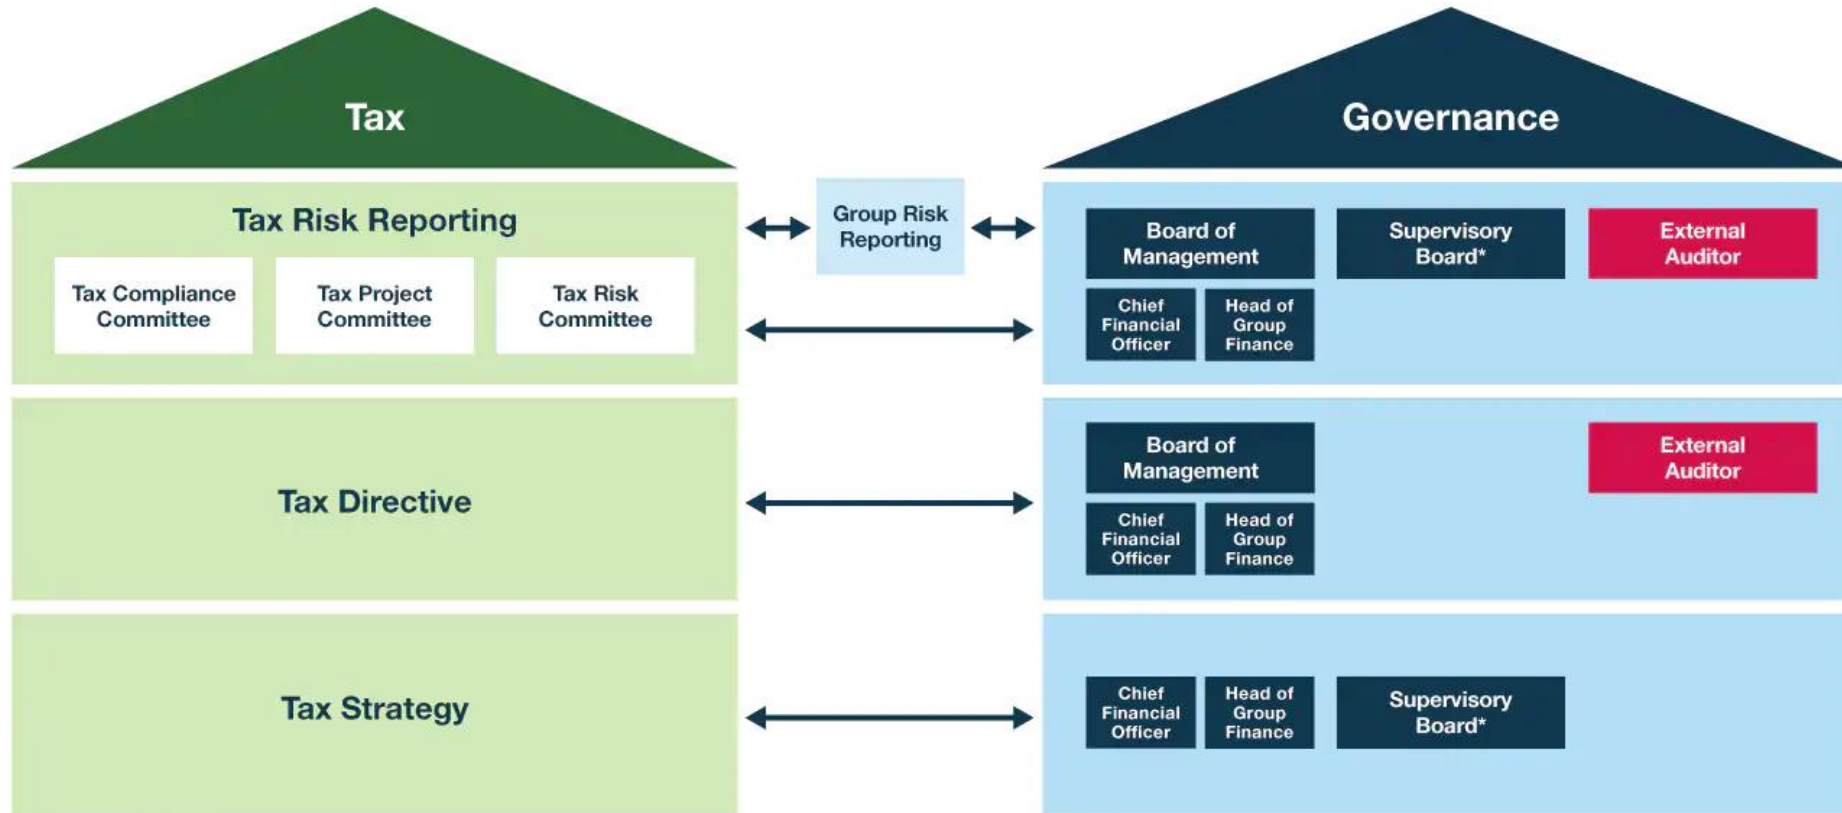 Tax
Governance
Tax Risk Reporting
Tax Compliance
Committee
Tax Project
Committee
Tax Risk
Committee
Group Risk
Reporting
Board of
Management
Supervisory
Board*
External
Auditor
Chief
Financial
Officer
Head of
Group
Finance
Tax Directive
Board of
Management
External
Auditor
Chief
Financial
Officer
Head of
Group
Finance
Tax Strategy
Chief
Financial
Officer
Head of
Group
Finance
Supervisory
Board*